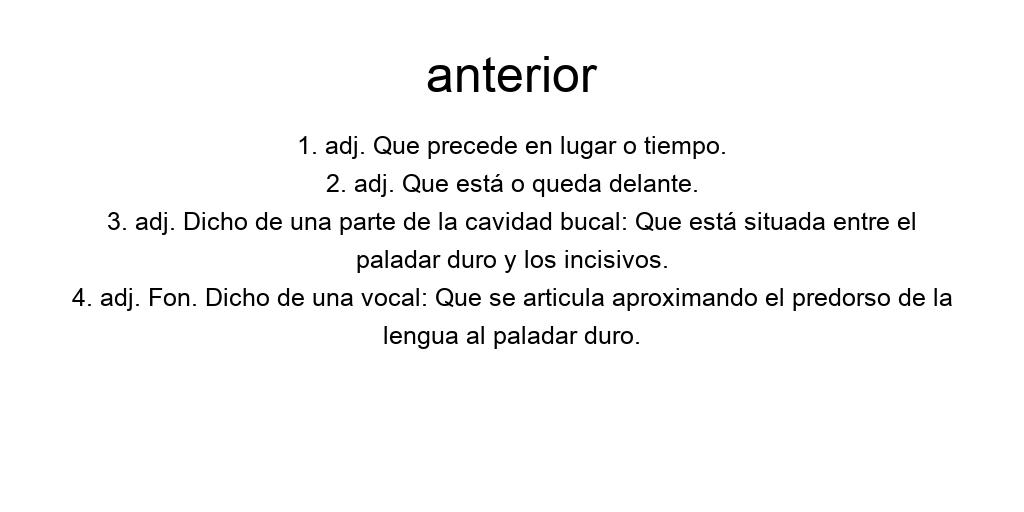 anterior
1. adj. Que precede en lugar o tiempo.
2. adj. Que está o queda delante.
3. adj. Dicho de una parte de la cavidad bucal: Que está situada entre el
paladar duro y los incisivos.
4. adj. Fon. Dicho de una vocal: Que se articula aproximando el predorso de la
lengua al paladar duro.